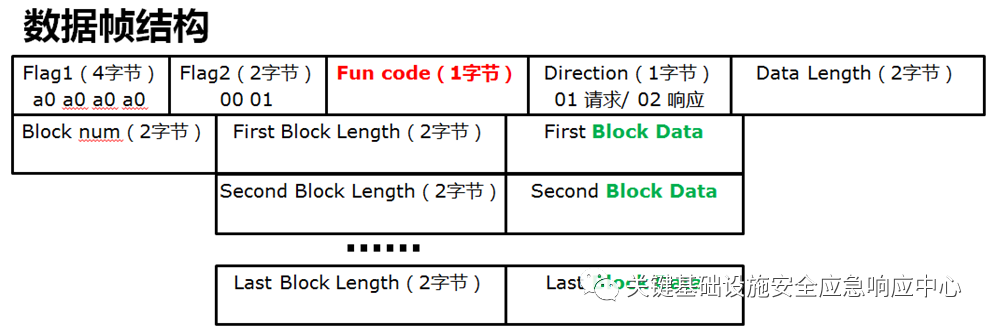 数据帧结构
Flag1（4字节） Flag2（2字节） Fun code（1字节） Direction（1字节） Data Length（2字节）
a0 a0 a0 a0 00 01 01 请求/ 02 响应
Block num（2字节） First Block Length（2字节） First Block Data
Second Block Length（2字节） Second Block Data
······
Last Block Length（2字节） Last Block Data
关键基础设施安全应急响应中心